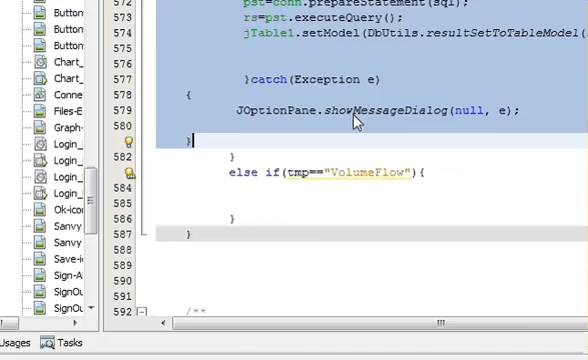 Button
Button
Button
Button
Chart_
Chart_
Conne
Files-E
Graph-
Login_
Login_
Login_
Login_
Ok-ico
Sanvy
Sanvy
Save-i
Sign-A
SignOu
SignOu
Usages
Tasks
572 pst=conn.prepareStatement(sql);
573 rs=pst.executeQuery();
574 jTable1.setModel(DbUtils.resultSetToTableModel(
575
576
577 }catch(Exception e)
578 {
579 JOptionPane.showMessageDialog(null, e);
580
}
582 }
else if(tmp=="VolumeFlow"){
584
585
586 }
587 }
588
589
590
591
592 /**